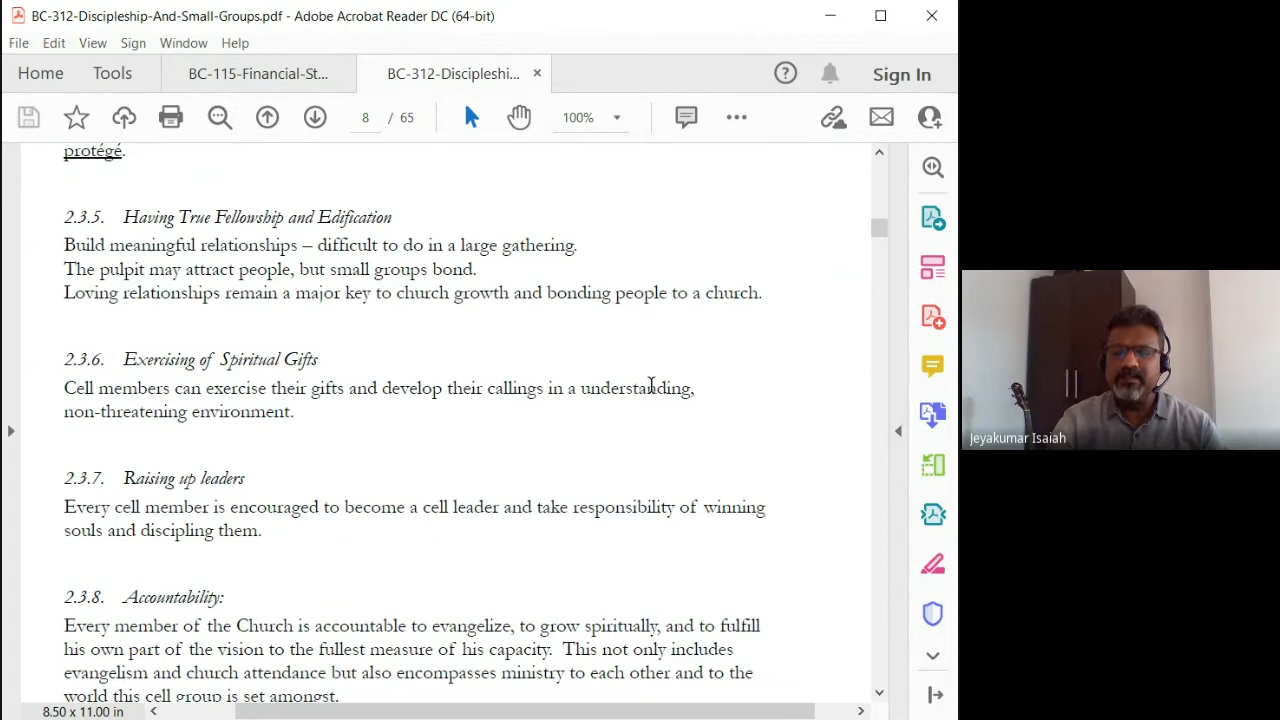 BC-312-Discipleship-And-Small-Groups.pdf - Adobe Acrobat Reader DC (64-bit)
File Edit View Sign Window Help
Home Tools BC-115-Financial-St... BC-312-Discipleshi... Sign In
8 / 65 100%
protégé.
2.3.5. Having True Fellowship and Edification
Build meaningful relationships – difficult to do in a large gathering.
The pulpit may attract people, but small groups bond.
Loving relationships remain a major key to church growth and bonding people to a church.
2.3.6. Exercising of Spiritual Gifts
Cell members can exercise their gifts and develop their callings in a understanding,
non-threatening environment.
2.3.7. Raising up leaders
Every cell member is encouraged to become a cell leader and take responsibility of winning
souls and discipling them.
2.3.8. Accountability:
Every member of the Church is accountable to evangelize, to grow spiritually, and to fulfill
his own part of the vision to the fullest measure of his capacity. This not only includes
evangelism and church attendance but also encompasses ministry to each other and to the
world this cell group is set amongst.
8.50 x 11.00 in
Jeyakumar Isaiah